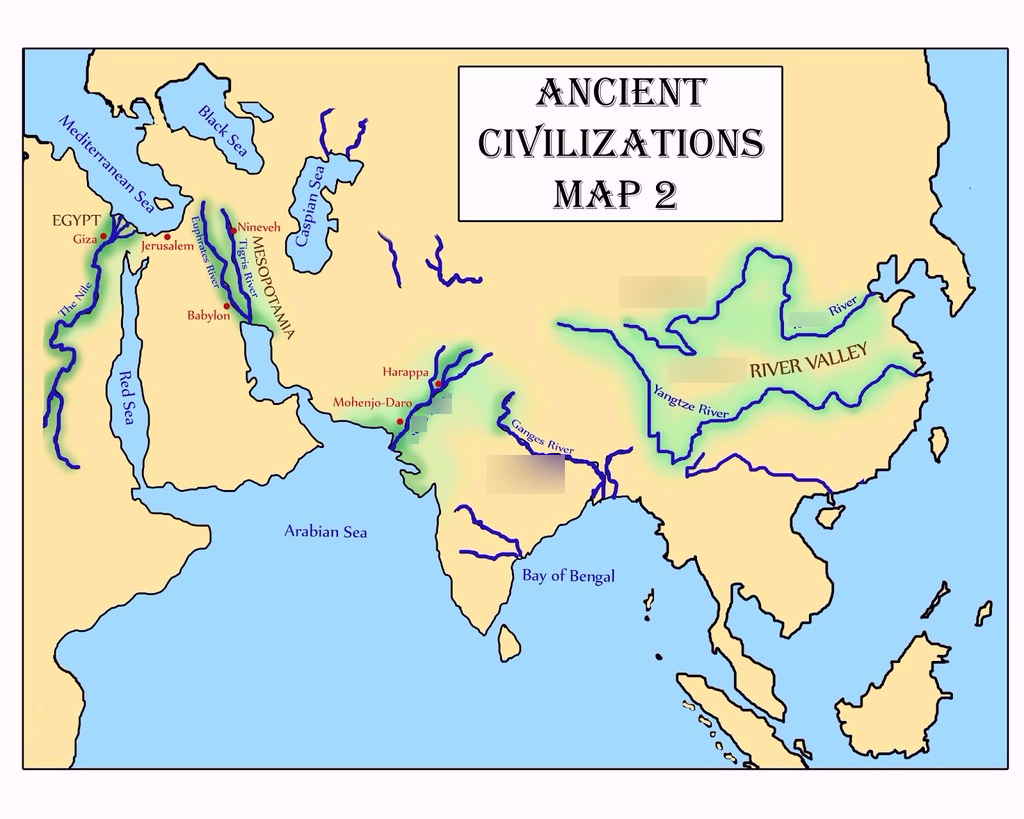 ANCIENT
CIVILIZATIONS
MAP 2
Mediterranean Sea
Black Sea
Caspian Sea
EGYPT
Giza
Jerusalem
The Nile
Red Sea
Euphrates River
Nineveh
Tigris River
MESOPOTAMIA
Babylon
Harappa
Mohenjo-Daro
Ganges River
River
RIVER VALLEY
Yangtze River
Arabian Sea
Bay of Bengal